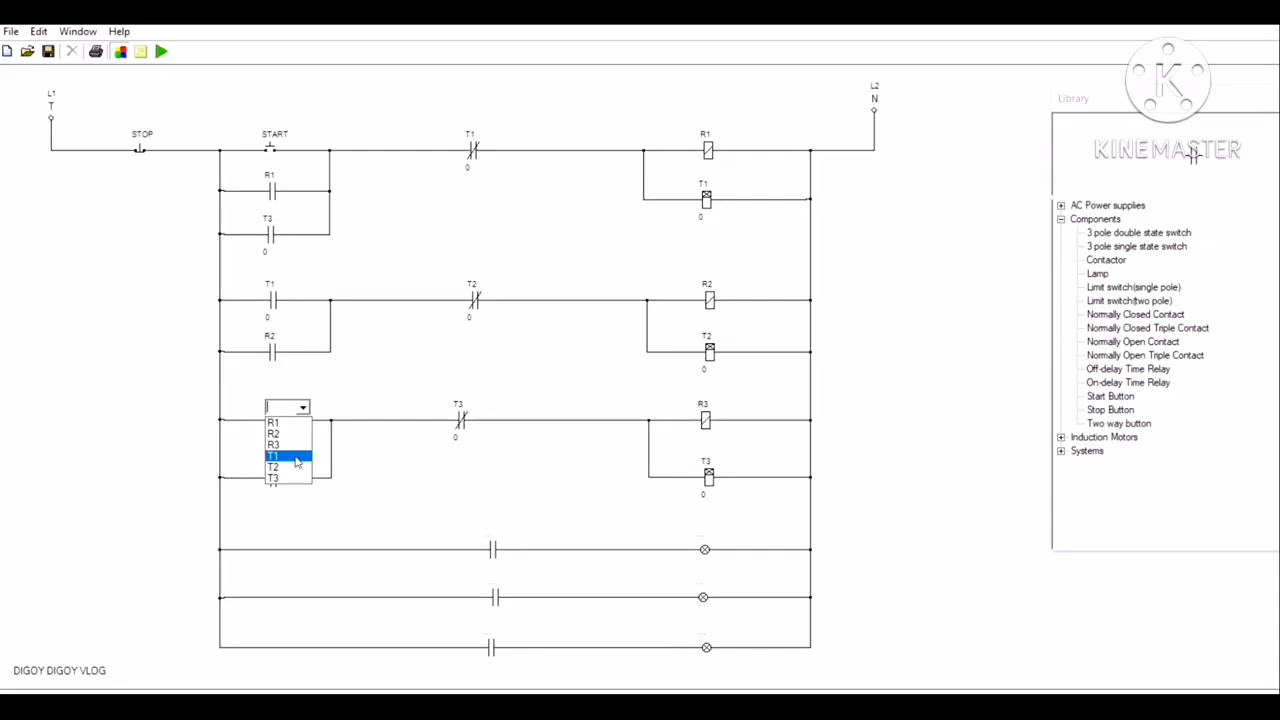 File Edit Window Help
L1
T
L2
N
STOP
START
T1
0
R1
R1
T1
0
T3
0
T1
0
T2
0
R2
R2
T2
0
R1
R2
R3
T1
T2
T3
T3
0
R3
T3
0
DIGOY DIGOY VLOG
K
Library
KINEMASTER
AC Power supplies
Components
3 pole double state switch
3 pole single state switch
Contactor
Lamp
Limit switch(single pole)
Limit switch(two pole)
Normally Closed Contact
Normally Closed Triple Contact
Normally Open Contact
Normally Open Triple Contact
Off-delay Time Relay
On-delay Time Relay
Start Button
Stop Button
Two way button
Induction Motors
Systems